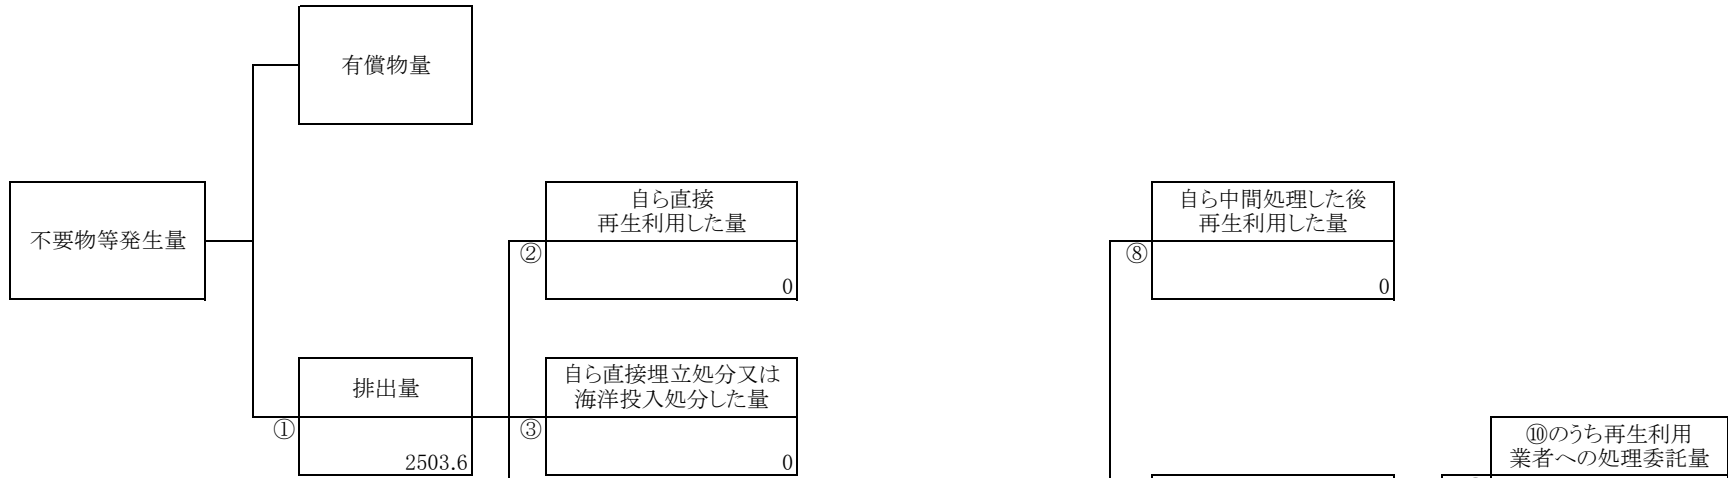 有償物量
不要物等発生量
自ら直接
再生利用した量
②
0
自ら中間処理した後
再生利用した量
⑧
0
排出量
①
2503.6
自ら直接埋立処分又は
海洋投入処分した量
③
0
⑩のうち再生利用
業者への処理委託量